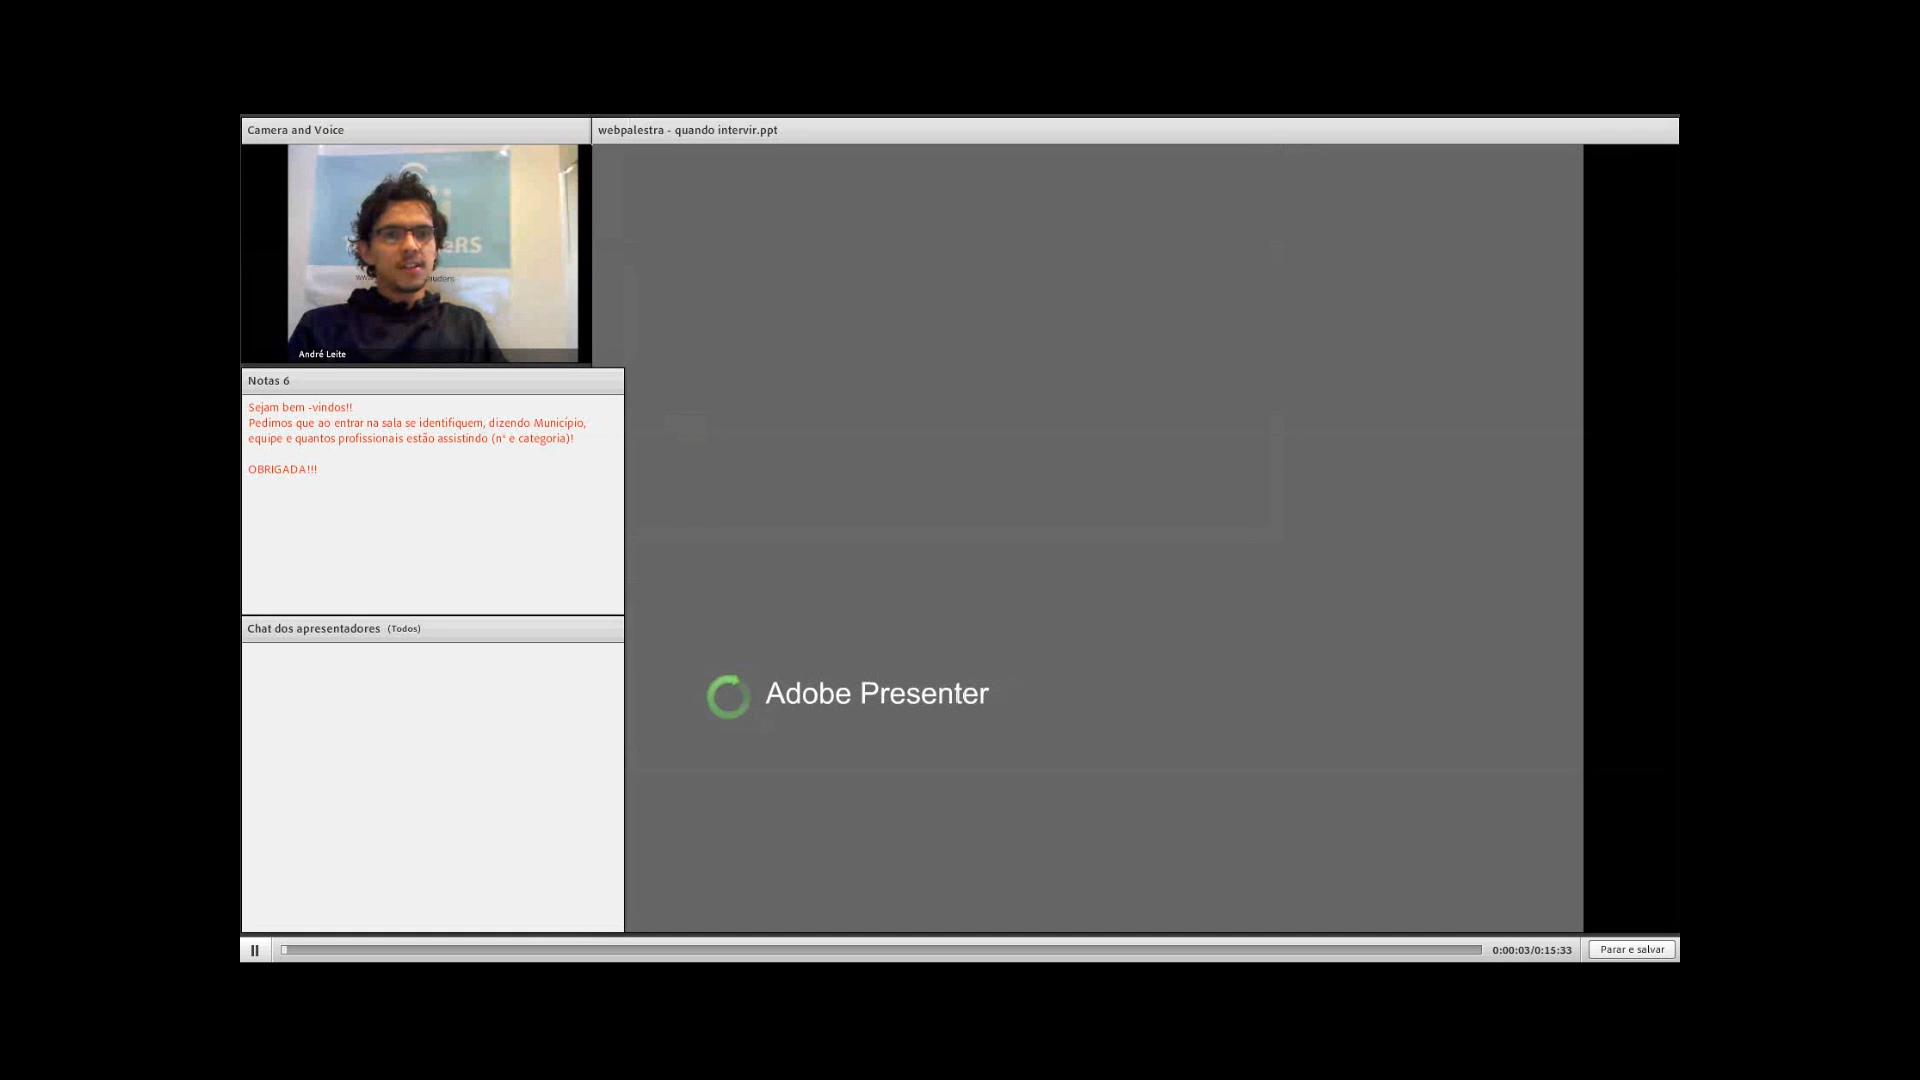 Camera and Voice
webpalestra - quando intervir.ppt
eRS
André Leite
Notas 6
Sejam bem -vindos!!
Pedimos que ao entrar na sala se identifiquem, dizendo Município,
equipe e quantos profissionais estão assistindo (n° e categoria)!
OBRIGADA!!!
Chat dos apresentadores (Todos)
Adobe Presenter
0:00:03/0:15:33
Parar e salvar